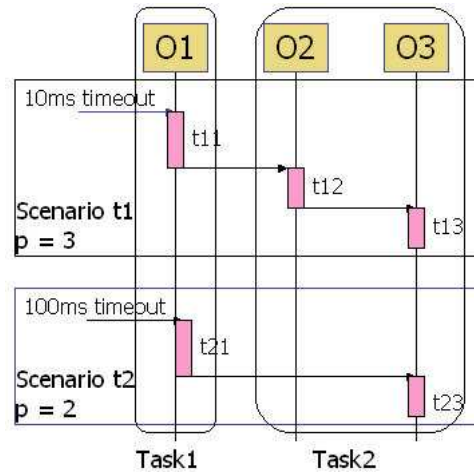 O1 O2 O3
10ms timeout
t11
t12
Scenario t1
t13
p = 3
100ms timeout
t21
Scenario t2
t23
p = 2
Task1 Task2